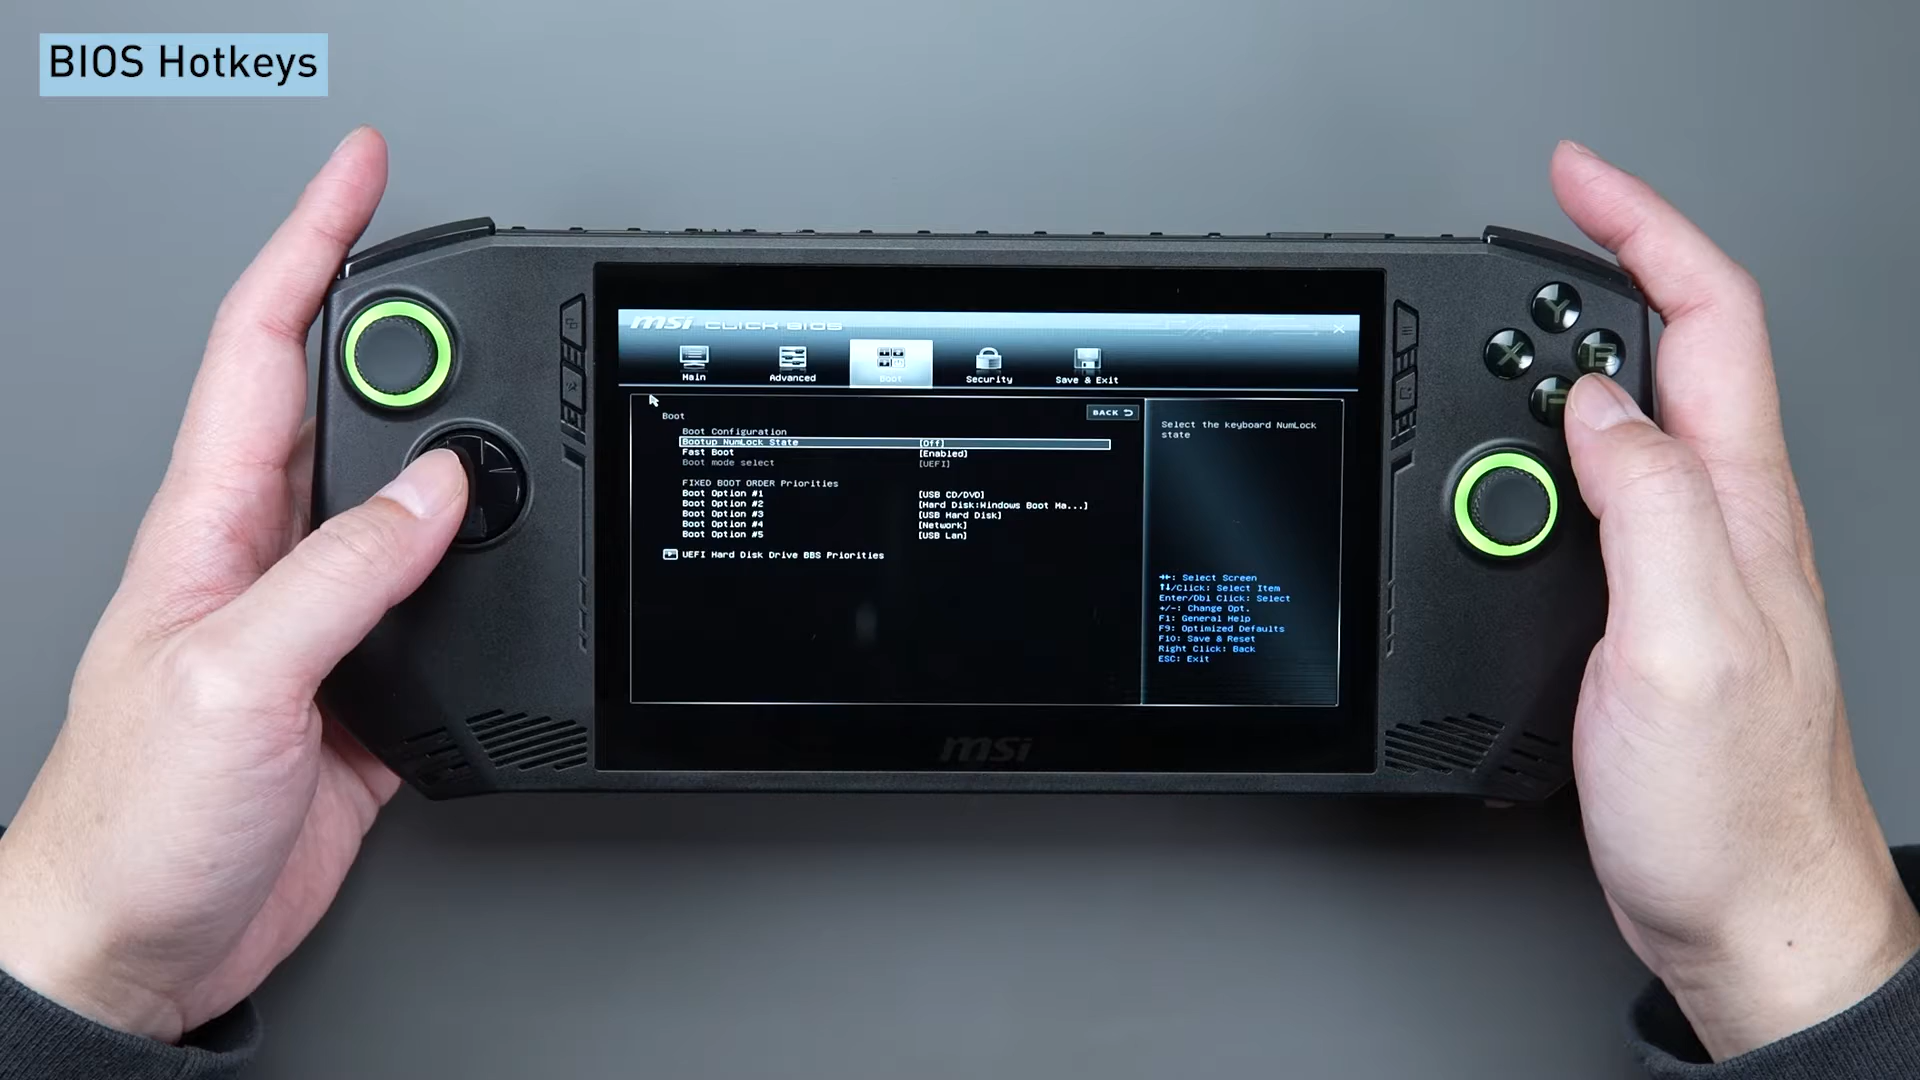 BIOS Hotkeys
msi CLICK BIOS
Main
Advanced
Boot
Security
Save & Exit
Boot
BACK
Boot Configuration
Bootup NumLock State [Off]
Fast Boot [Enabled]
Boot mode select [UEFI]
FIXED BOOT ORDER Priorities
Boot Option #1 [USB CD/DVD]
Boot Option #2 [Hard Disk:Windows Boot Ma...]
Boot Option #3 [USB Hard Disk]
Boot Option #4 [Network]
Boot Option #5 [USB Lan]
UEFI Hard Disk Drive BBS Priorities
Select the keyboard NumLock
state
→←: Select Screen
↑↓/Click: Select Item
Enter/Dbl Click: Select
+/-: Change Opt.
F1: General Help
F9: Optimized Defaults
F10: Save & Reset
Right Click: Back
ESC: Exit
Y
X
B
msi